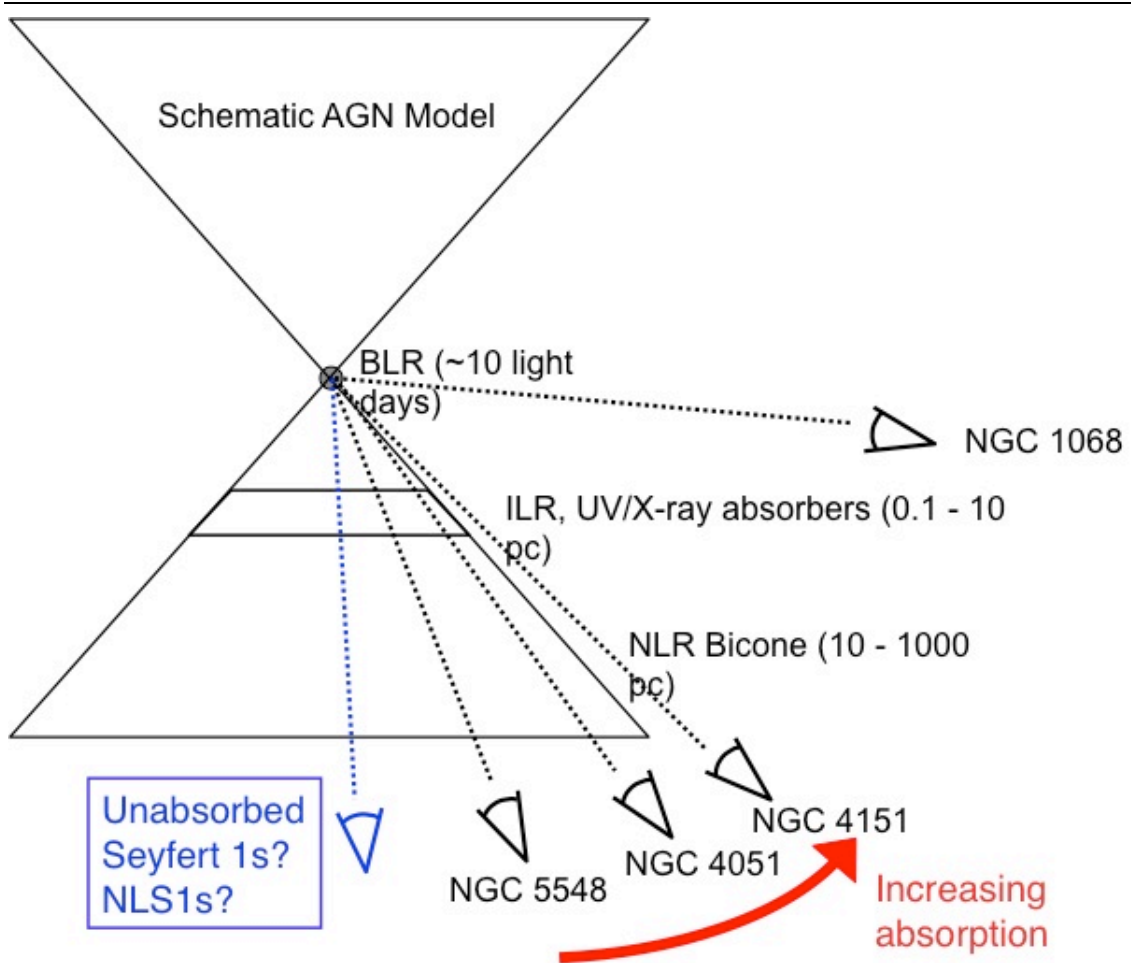 Schematic AGN Model
BLR (~10 light
days)
NGC 1068
ILR, UV/X-ray absorbers (0.1 - 10
pc)
NLR Bicone (10 - 1000
pc)
Unabsorbed
Seyfert 1s?
NLS1s?
NGC 5548
NGC 4051
NGC 4151
Increasing
absorption